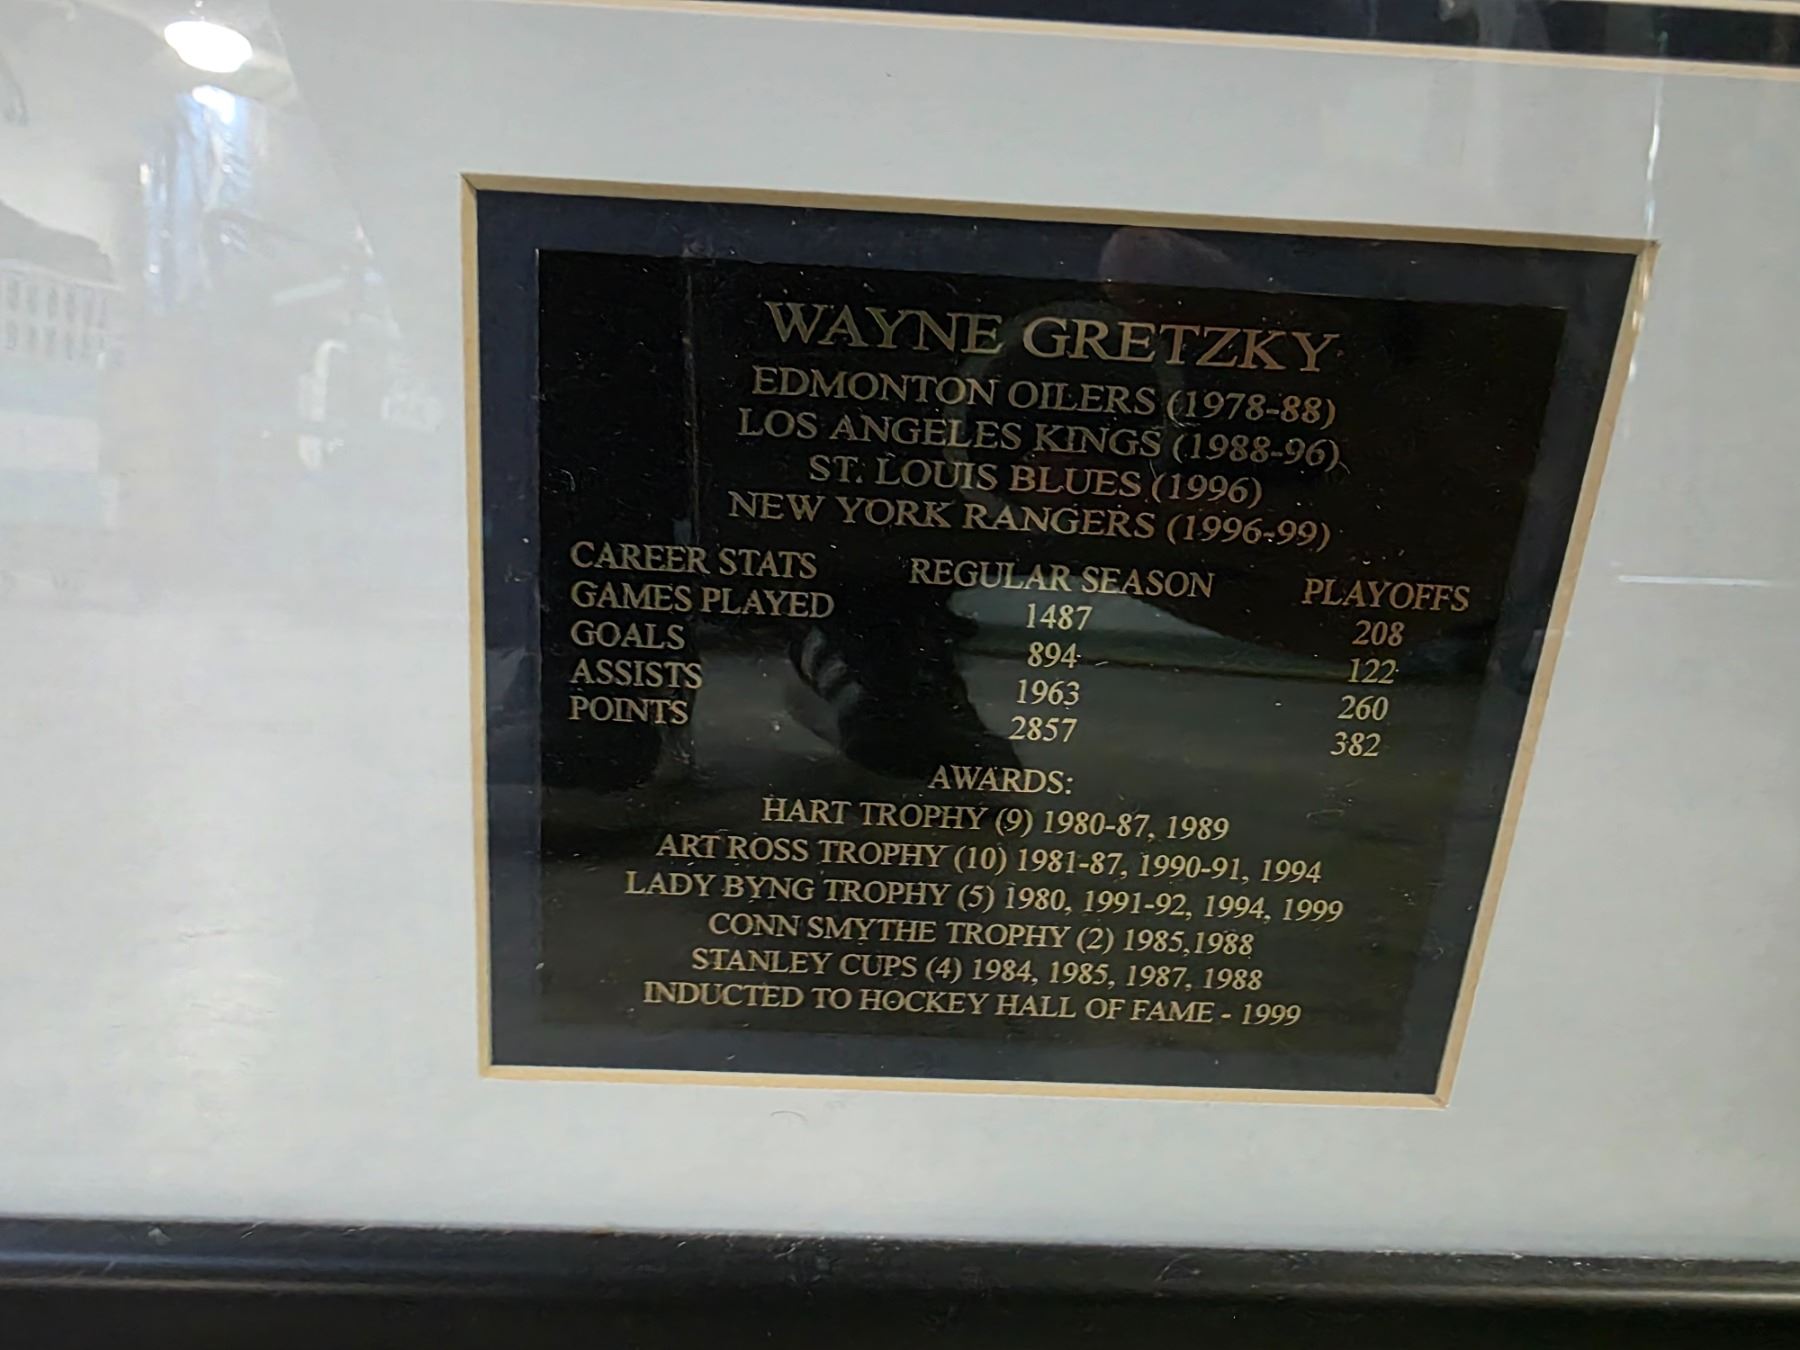 WAYNE GRETZKY
EDMONTON OILERS (1978-88)
LOS ANGELES KINGS (1988-96)
ST. LOUIS BLUES (1996)
NEW YORK RANGERS (1996-99)
CAREER STATS REGULAR SEASON PLAYOFFS
GAMES PLAYED 1487 208
GOALS 894 122
ASSISTS 1963 260
POINTS 2857 382
AWARDS:
HART TROPHY (9) 1980-87, 1989
ART ROSS TROPHY (10) 1981-87, 1990-91, 1994
LADY BYNG TROPHY (5) 1980, 1991-92, 1994, 1999
CONN SMYTHE TROPHY (2) 1985,1988
STANLEY CUPS (4) 1984, 1985, 1987, 1988
INDUCTED TO HOCKEY HALL OF FAME - 1999